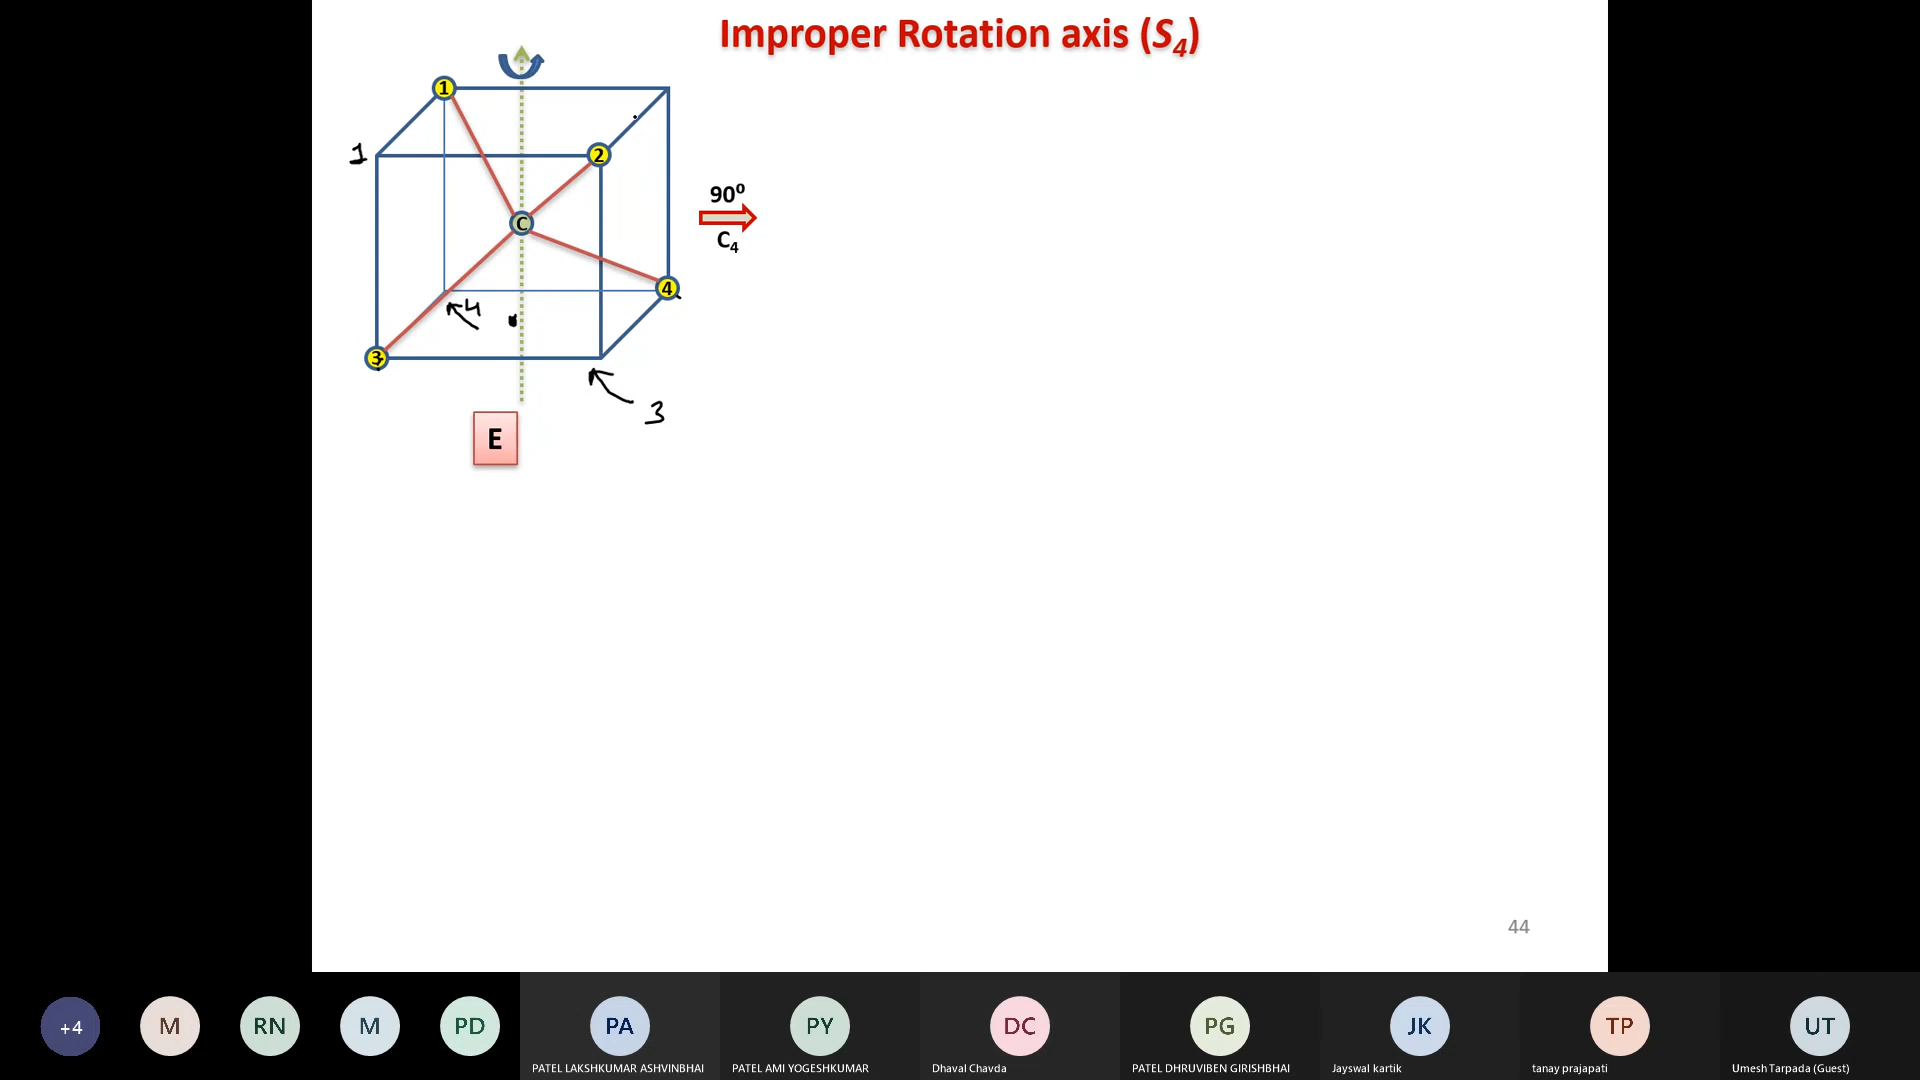 Improper Rotation axis (S4)
1
2
1
90⁰
C
C4
4
4
3
3
E
44
+4
M
RN
M
PD
PA
PY
DC
PG
JK
TP
UT
PATEL LAKSHKUMAR ASHVINBHAI
PATEL AMI YOGESHKUMAR
Dhaval Chavda
PATEL DHRUVIBEN GIRISHBHAI
Jayswal kartik
tanay prajapati
Umesh Tarpada (Guest)